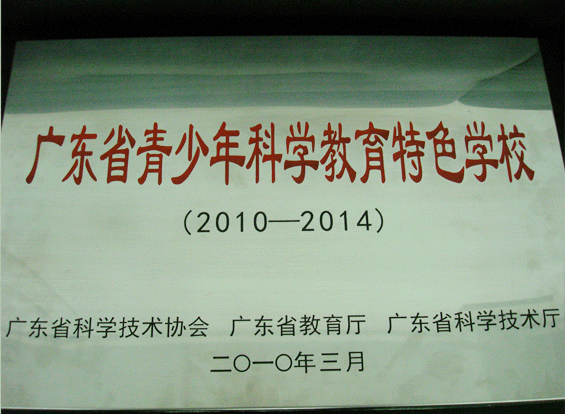 广东省青少年科学教育特色学校
(2010—2014)
广东省科学技术协会 广东省教育厅 广东省科学技术厅
二〇一〇年三月